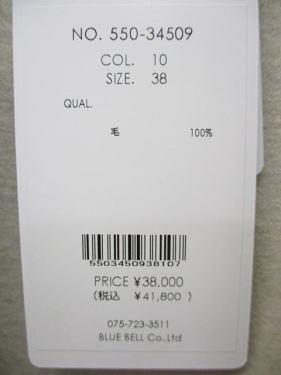 NO. 550-34509
COL. 10
SIZE. 38
QUAL.
毛 100%
5503450938107
PRICE ¥38,000
(税込 ¥41,800 )
075-723-3511
BLUE BELL Co.,Ltd